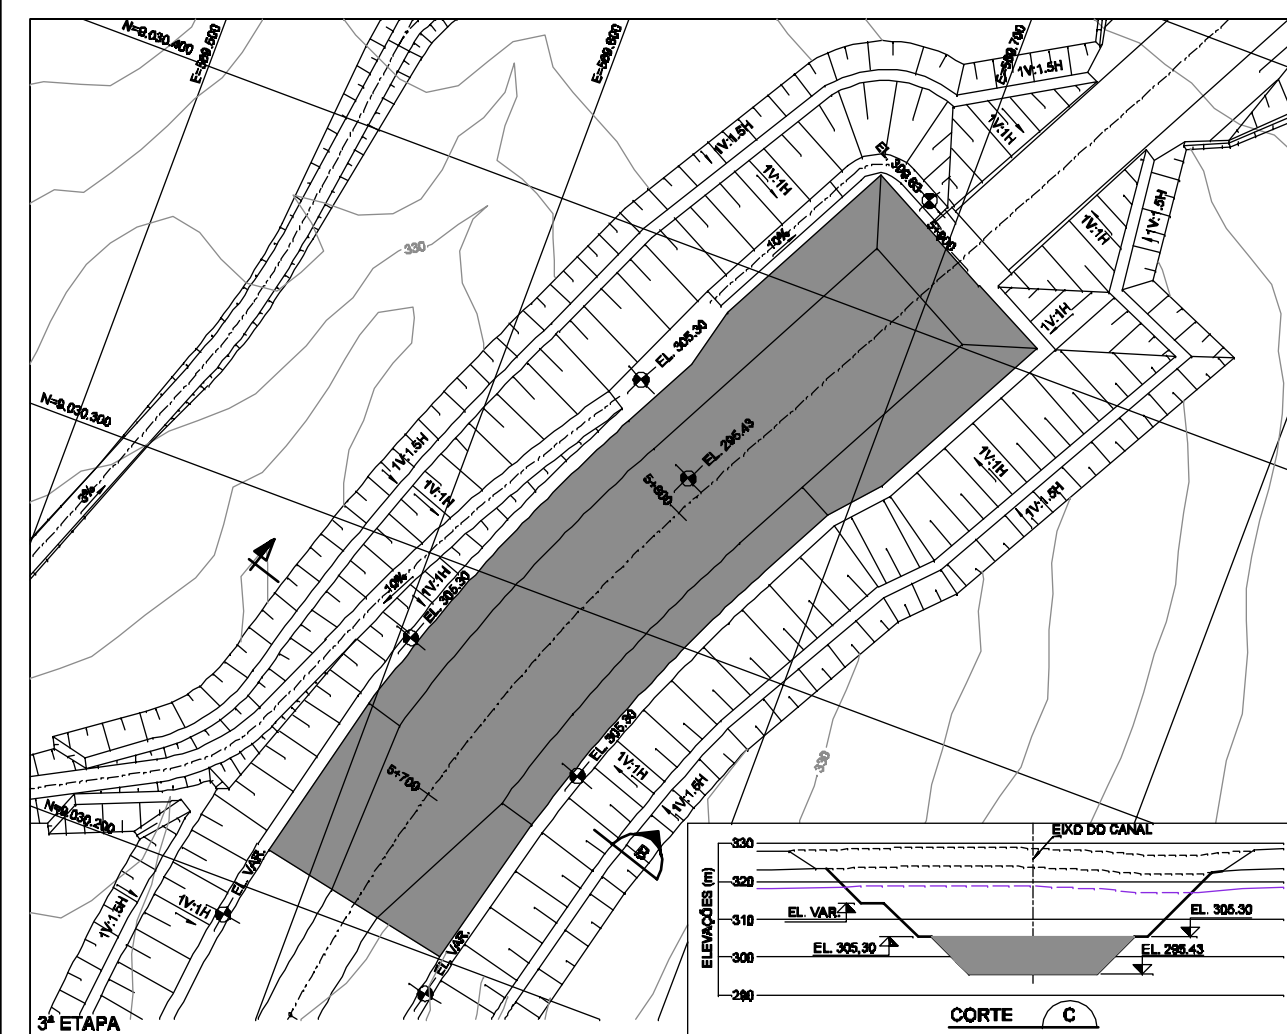 N=9.030.400
E=569.500
E=569.600
E=569.700
1V:1.5H
1V:1H
1V:1.5H
1V:1H
EL. 309.63
1V:1.5H
1V:1H
10%
330
1V:1H
EL. 305.30
N=9.030.300
1V:1.5H
EL. 295.43
1V:1H
1V:1H
3%
1V:1.5H
10%
1V:1H
EL. 305.30
EL. 305.30
1V:1H
330
5+700
1V:1.5H
N=9.030.200
EL. VAR.
1V:1H
1V:1.5H
EL. VAR.
3ª ETAPA
EIXO DO CANAL
ELEVAÇÕES (m)
330
320
310
300
290
EL. VAR.
EL. 305.30
EL. 305,30
EL. 295.43
CORTE C